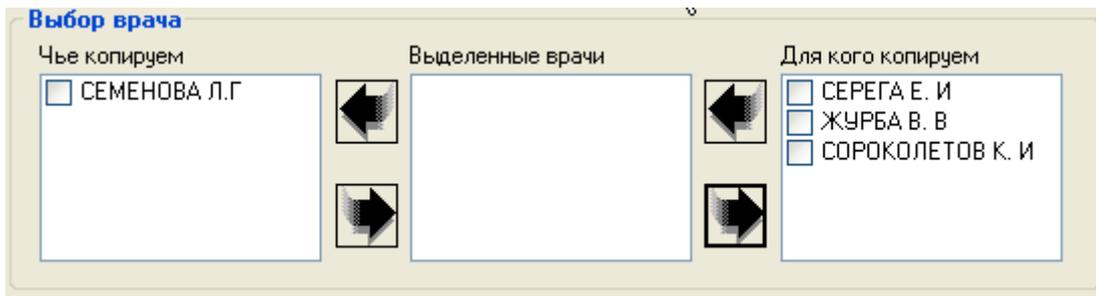 Выбор врача
Чье копируем
Выделенные врачи
Для кого копируем
СЕМЕНОВА Л.Г
СЕРЕГА Е. И
ЖУРБА В. В
СОРОКОЛЕТОВ К. И